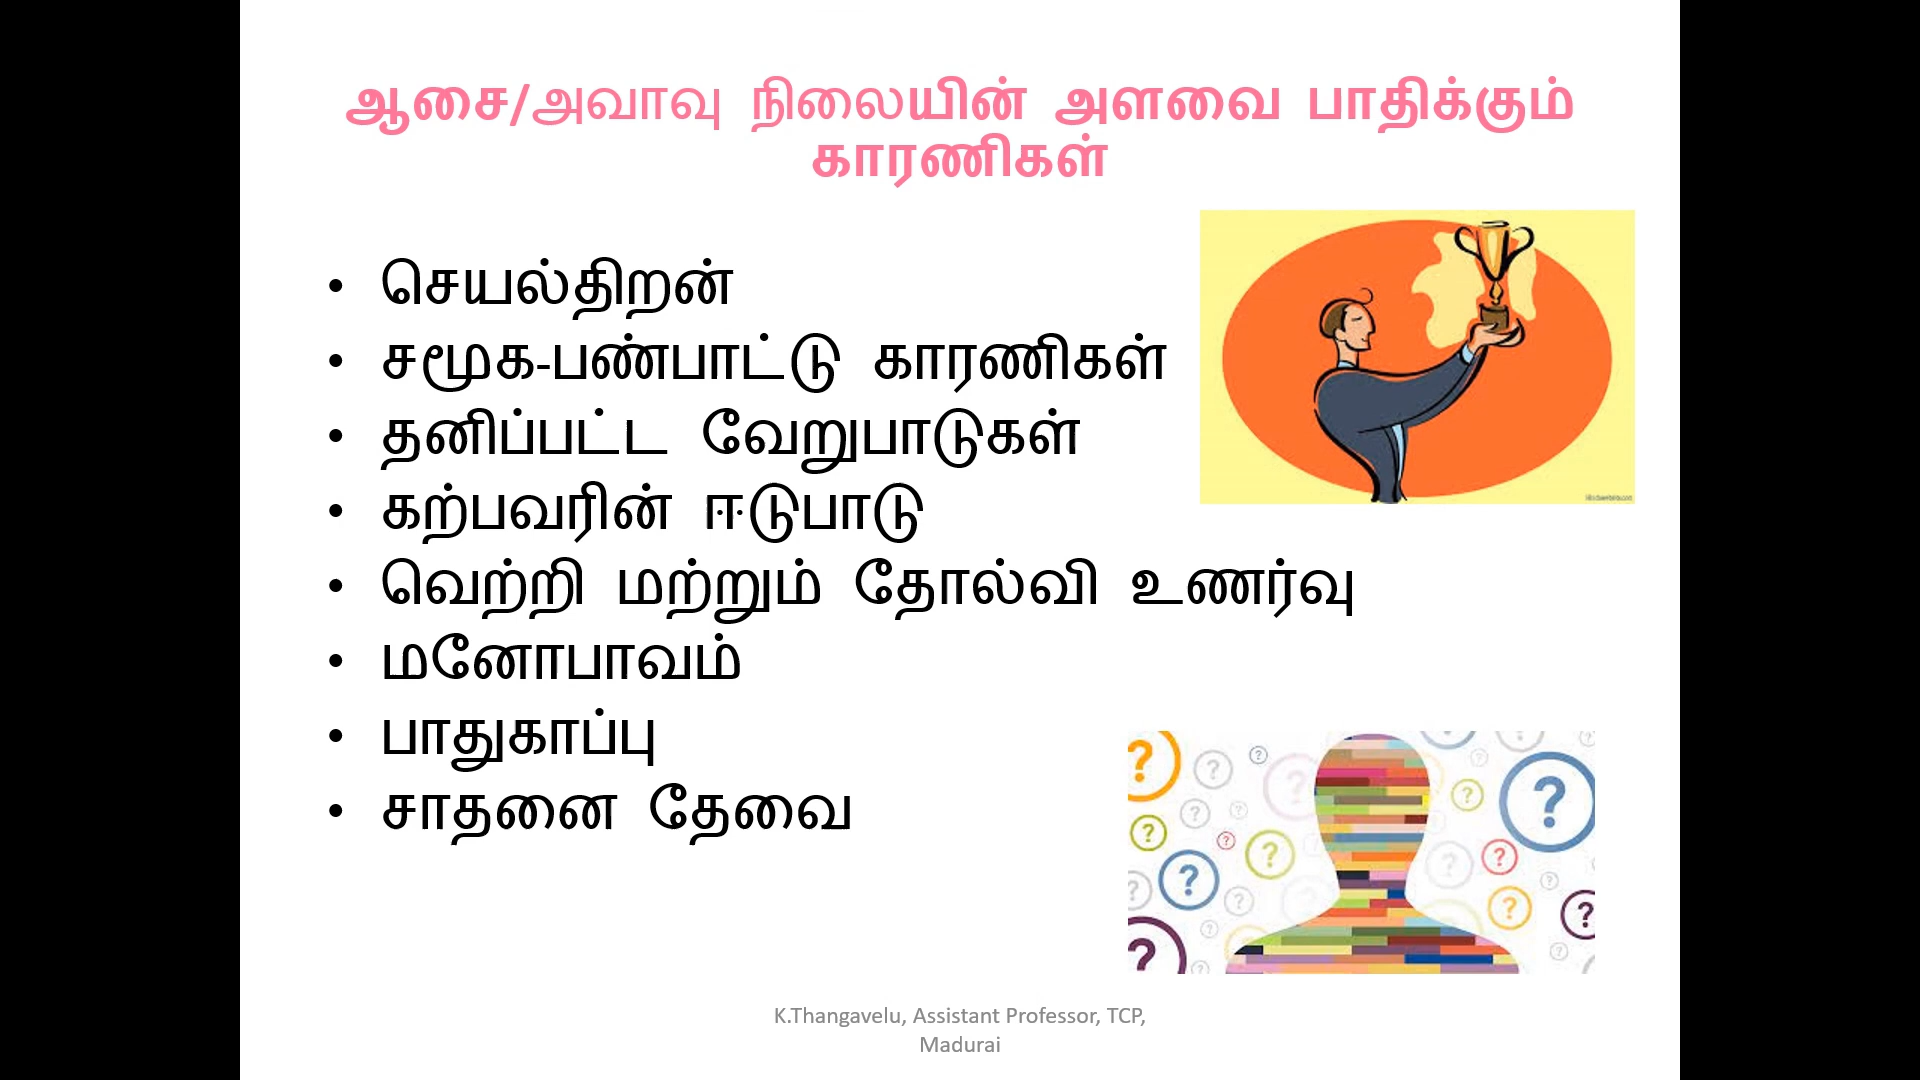 ஆசை/அவாவு நிலையின் அளவை பாதிக்கும்
காரணிகள்
• செயல்திறன்
• சமூக-பண்பாட்டு காரணிகள்
• தனிப்பட்ட வேறுபாடுகள்
• கற்பவரின் ஈடுபாடு
• வெற்றி மற்றும் தோல்வி உணர்வு
• மனோபாவம்
• பாதுகாப்பு
• சாதனை தேவை
K.Thangavelu, Assistant Professor, TCP,
Madurai